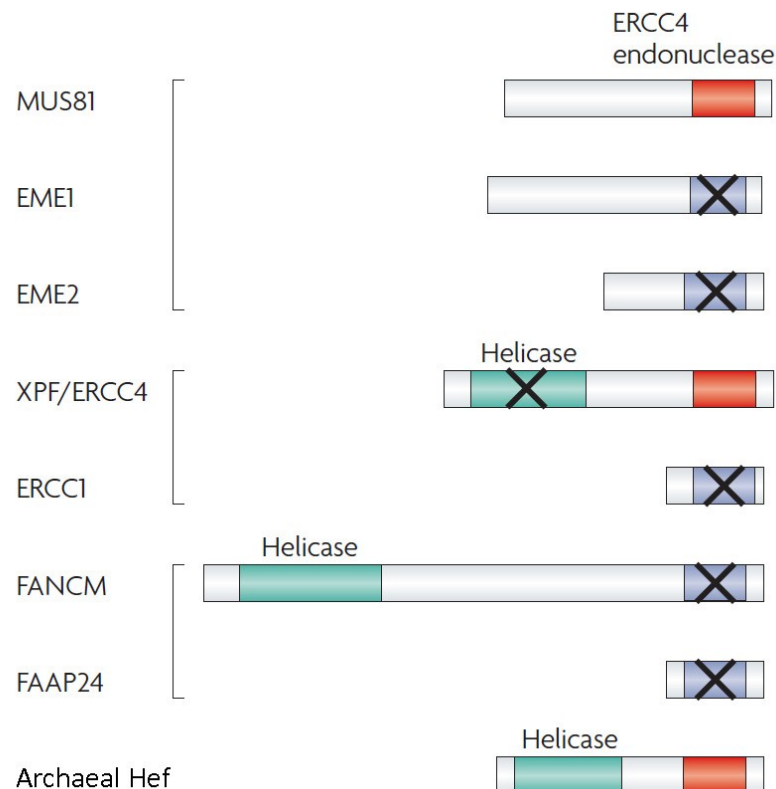 ERCC4
endonuclease
MUS81
EME1
EME2
Helicase
XPF/ERCC4
ERCC1
Helicase
FANCM
FAAP24
Helicase
Archaeal Hef